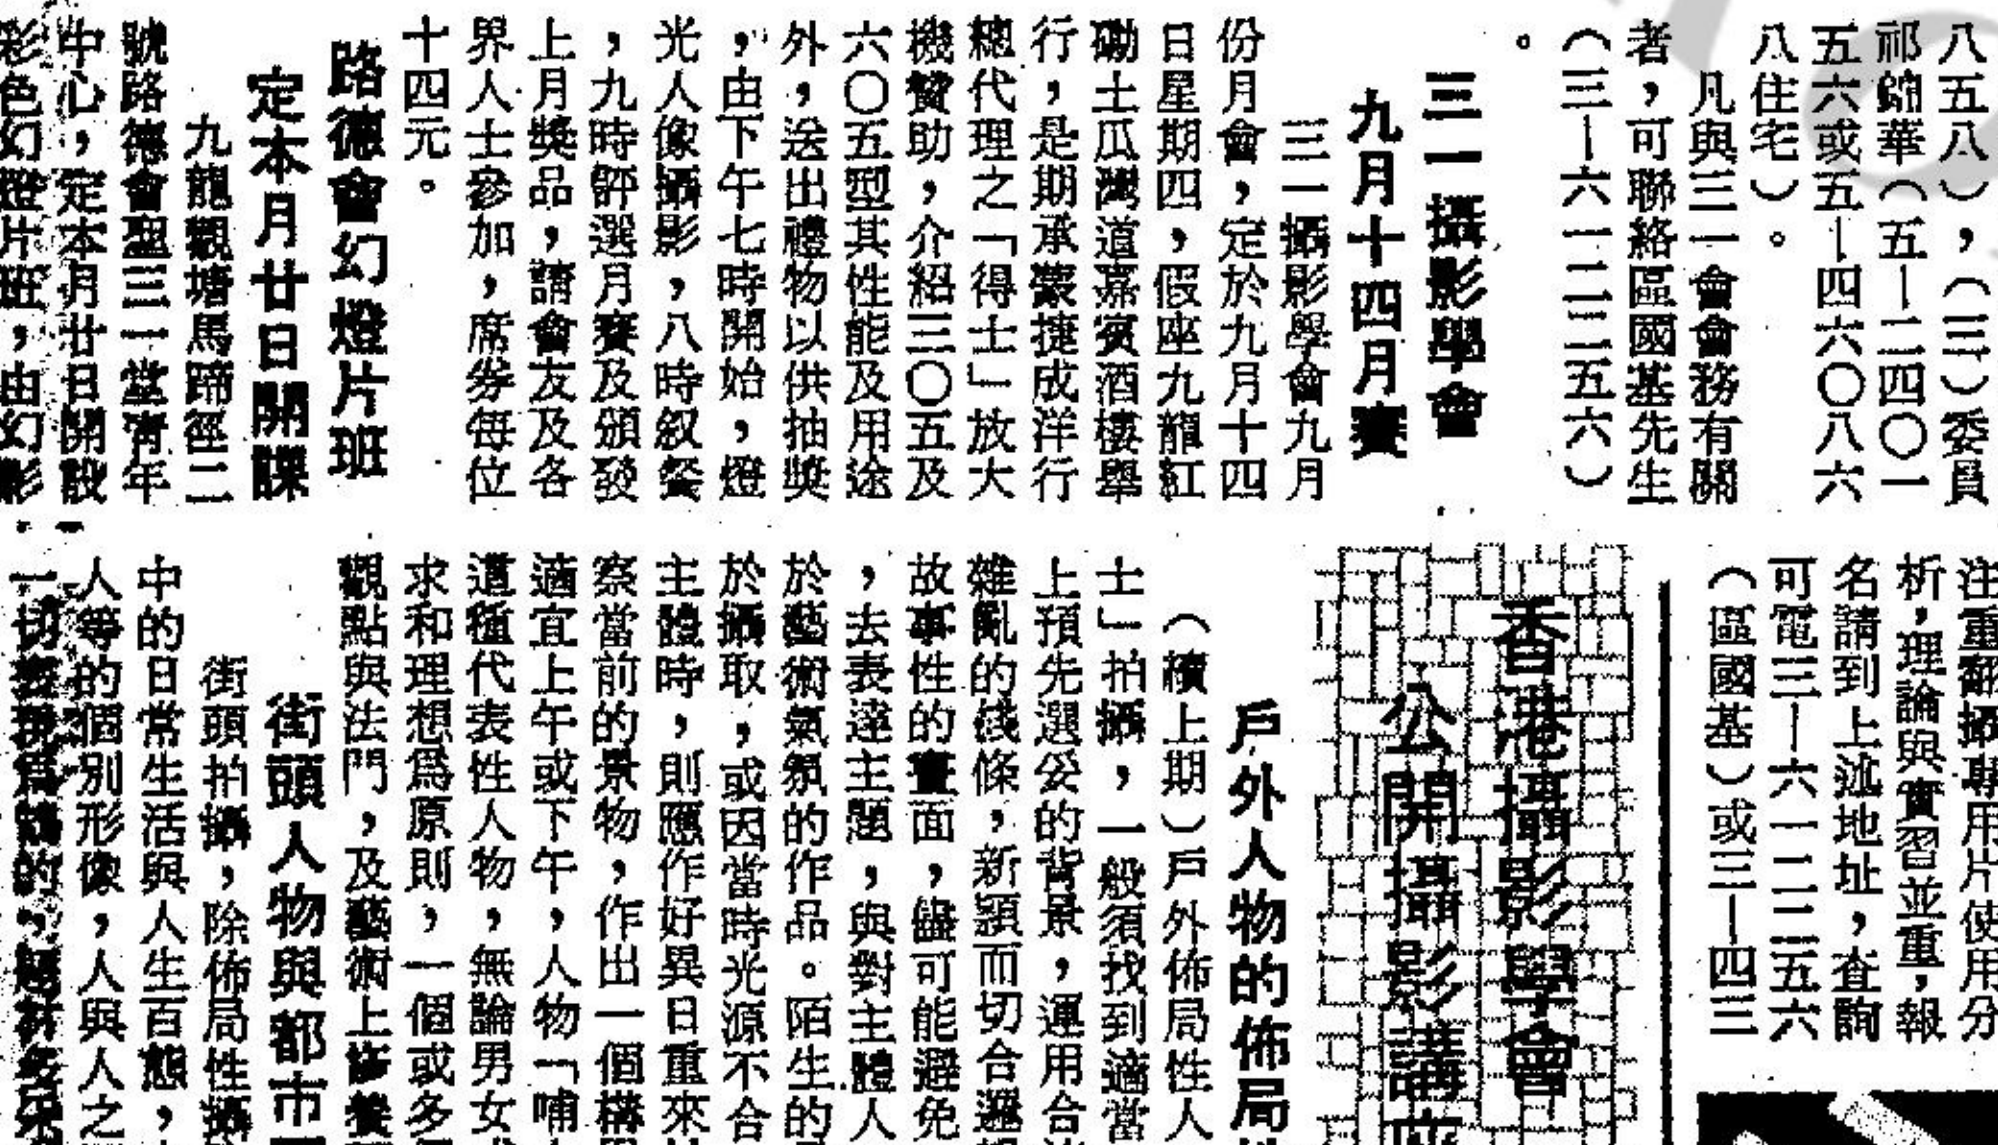 八五八），（三）委員
祁錦華（五－二四〇一
五六或五－四六〇八六
八住宅）。
凡與三一會會務有關
者，可聯絡區國基先生
（三－六一二二五六）
。
三一攝影學會
九月十四月賽
三一攝影學會九月
份月會，定於九月十四
日星期四，假座九龍紅
磡土瓜灣道嘉賓酒樓舉
行，是期承蒙捷成洋行
總代理之「得士」放大
機贊助，介紹三〇五及
六〇五型其性能及用途
外，送出禮物以供抽獎
，由下午七時開始，燈
光人像攝影，八時叙餐
，九時評選月賽及頒發
上月獎品，請會友及各
界人士參加，席券每位
十四元。
路德會幻燈片班
定本月廿日開課
九龍觀塘馬蹄徑二
號路德會聖三一堂青年
中心，定本月廿日開設
彩色幻燈片班，由幻影
注重翻攝專用片使用分
析，理論與實習並重，報
名請到上述地址，查詢
可電三－六一二二五六
（區國基）或三－四三
香港攝影學會
公開攝影講座
戶外人物的佈局
（續上期）戶外佈局性人
士」拍攝，一般須找到適當
上預先選妥的背景，運用合
雜亂的綫條，新穎而切合邏
故事性的畫面，儘可能避免
，去表達主題，與對主體人
於藝術氣氛的作品。陌生的
於攝取，或因當時光源不合
主體時，則應作好異日重來
察當前的景物，作出一個構
適宜上午或下午，人物「哺
這種代表性人物，無論男女
求和理想爲原則，一個或多
觀點與法門，及藝術上修養
街頭人物與都市
街頭拍攝，除佈局性攝
中的日常生活與人生百態，
人等的個別形像，人與人之
一切表現爲鵠的，題材多采